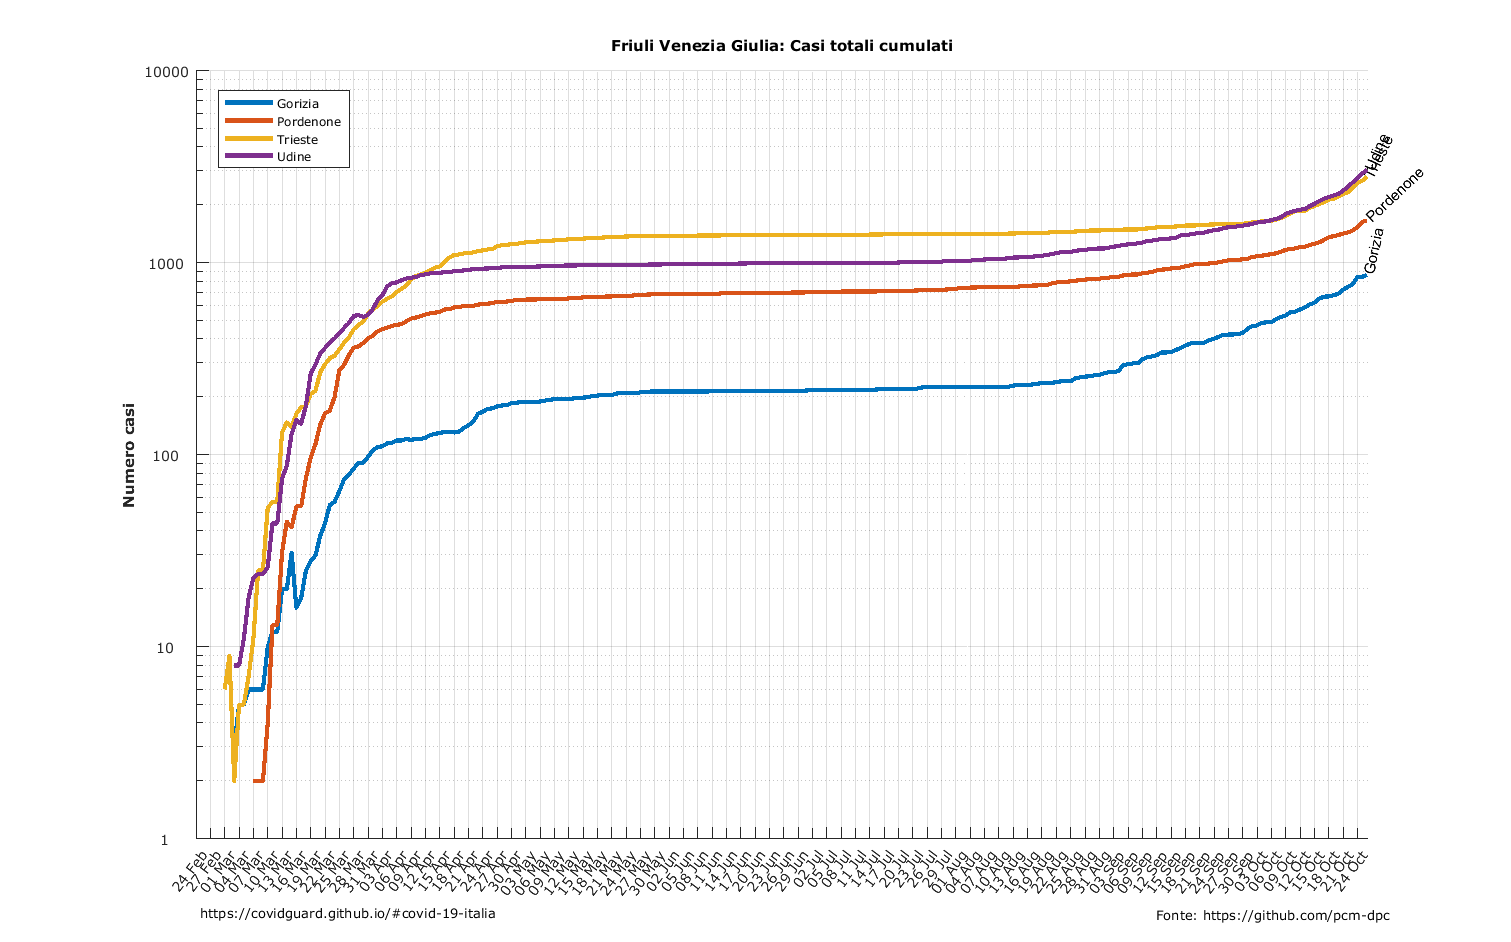 Friuli Venezia Giulia: Casi totali cumulati
10000
1000
100
10
1
Numero casi
Gorizia
Pordenone
Trieste
Udine
Udine
Trieste
Pordenone
Gorizia
24 Feb
27 Feb
01 Mar
04 Mar
07 Mar
10 Mar
13 Mar
16 Mar
19 Mar
22 Mar
25 Mar
28 Mar
31 Mar
03 Apr
06 Apr
09 Apr
12 Apr
15 Apr
18 Apr
21 Apr
24 Apr
27 Apr
30 Apr
03 May
06 May
09 May
12 May
15 May
18 May
21 May
24 May
27 May
30 May
02 Jun
05 Jun
08 Jun
11 Jun
14 Jun
17 Jun
20 Jun
23 Jun
26 Jun
29 Jun
02 Jul
05 Jul
08 Jul
11 Jul
14 Jul
17 Jul
20 Jul
23 Jul
26 Jul
29 Jul
01 Aug
04 Aug
07 Aug
10 Aug
13 Aug
16 Aug
19 Aug
22 Aug
25 Aug
28 Aug
31 Aug
03 Sep
06 Sep
09 Sep
12 Sep
15 Sep
18 Sep
21 Sep
24 Sep
27 Sep
30 Sep
03 Oct
06 Oct
09 Oct
12 Oct
15 Oct
18 Oct
21 Oct
24 Oct
https://covidguard.github.io/#covid-19-italia
Fonte: https://github.com/pcm-dpc